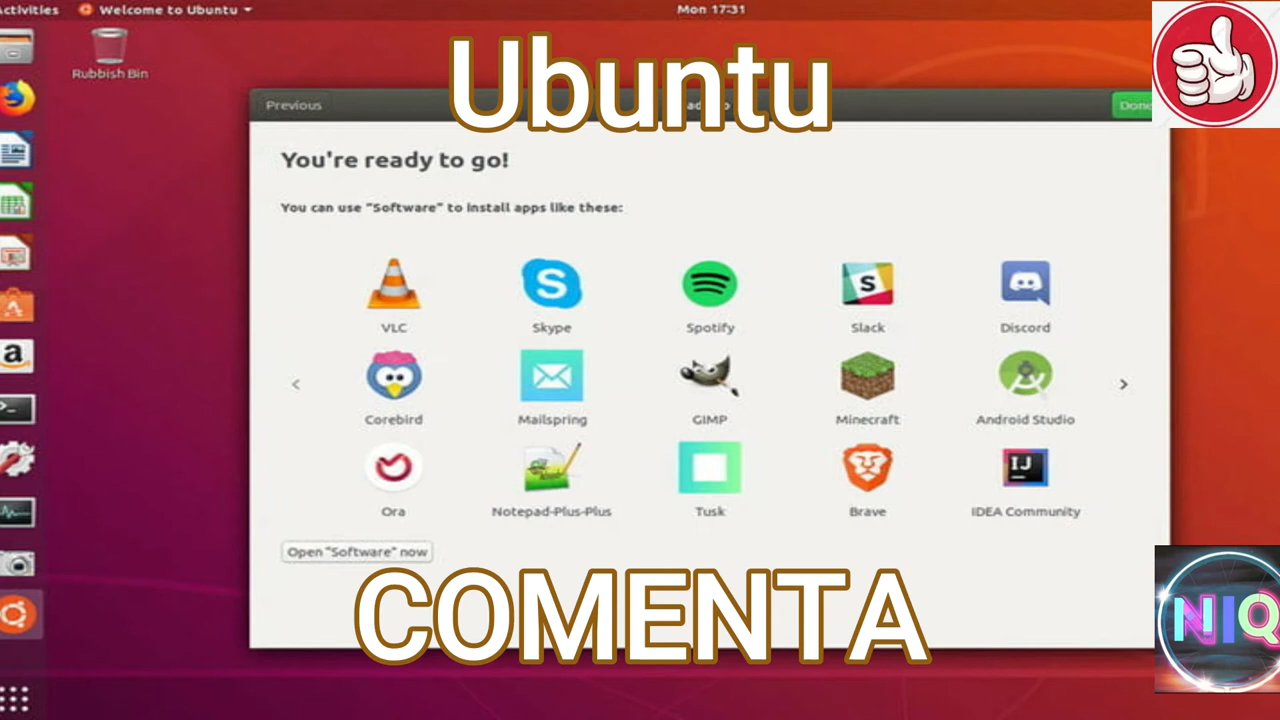 Activities
Welcome to Ubuntu
Mon 17:31
Rubbish Bin
Ubuntu
Previous
Done
You're ready to go!
You can use "Software" to install apps like these:
VLC
Skype
Spotify
Slack
Discord
Corebird
Mailspring
GIMP
Minecraft
Android Studio
Ora
Notepad-Plus-Plus
Tusk
Brave
IDEA Community
Open "Software" now
COMENTA
NIQ